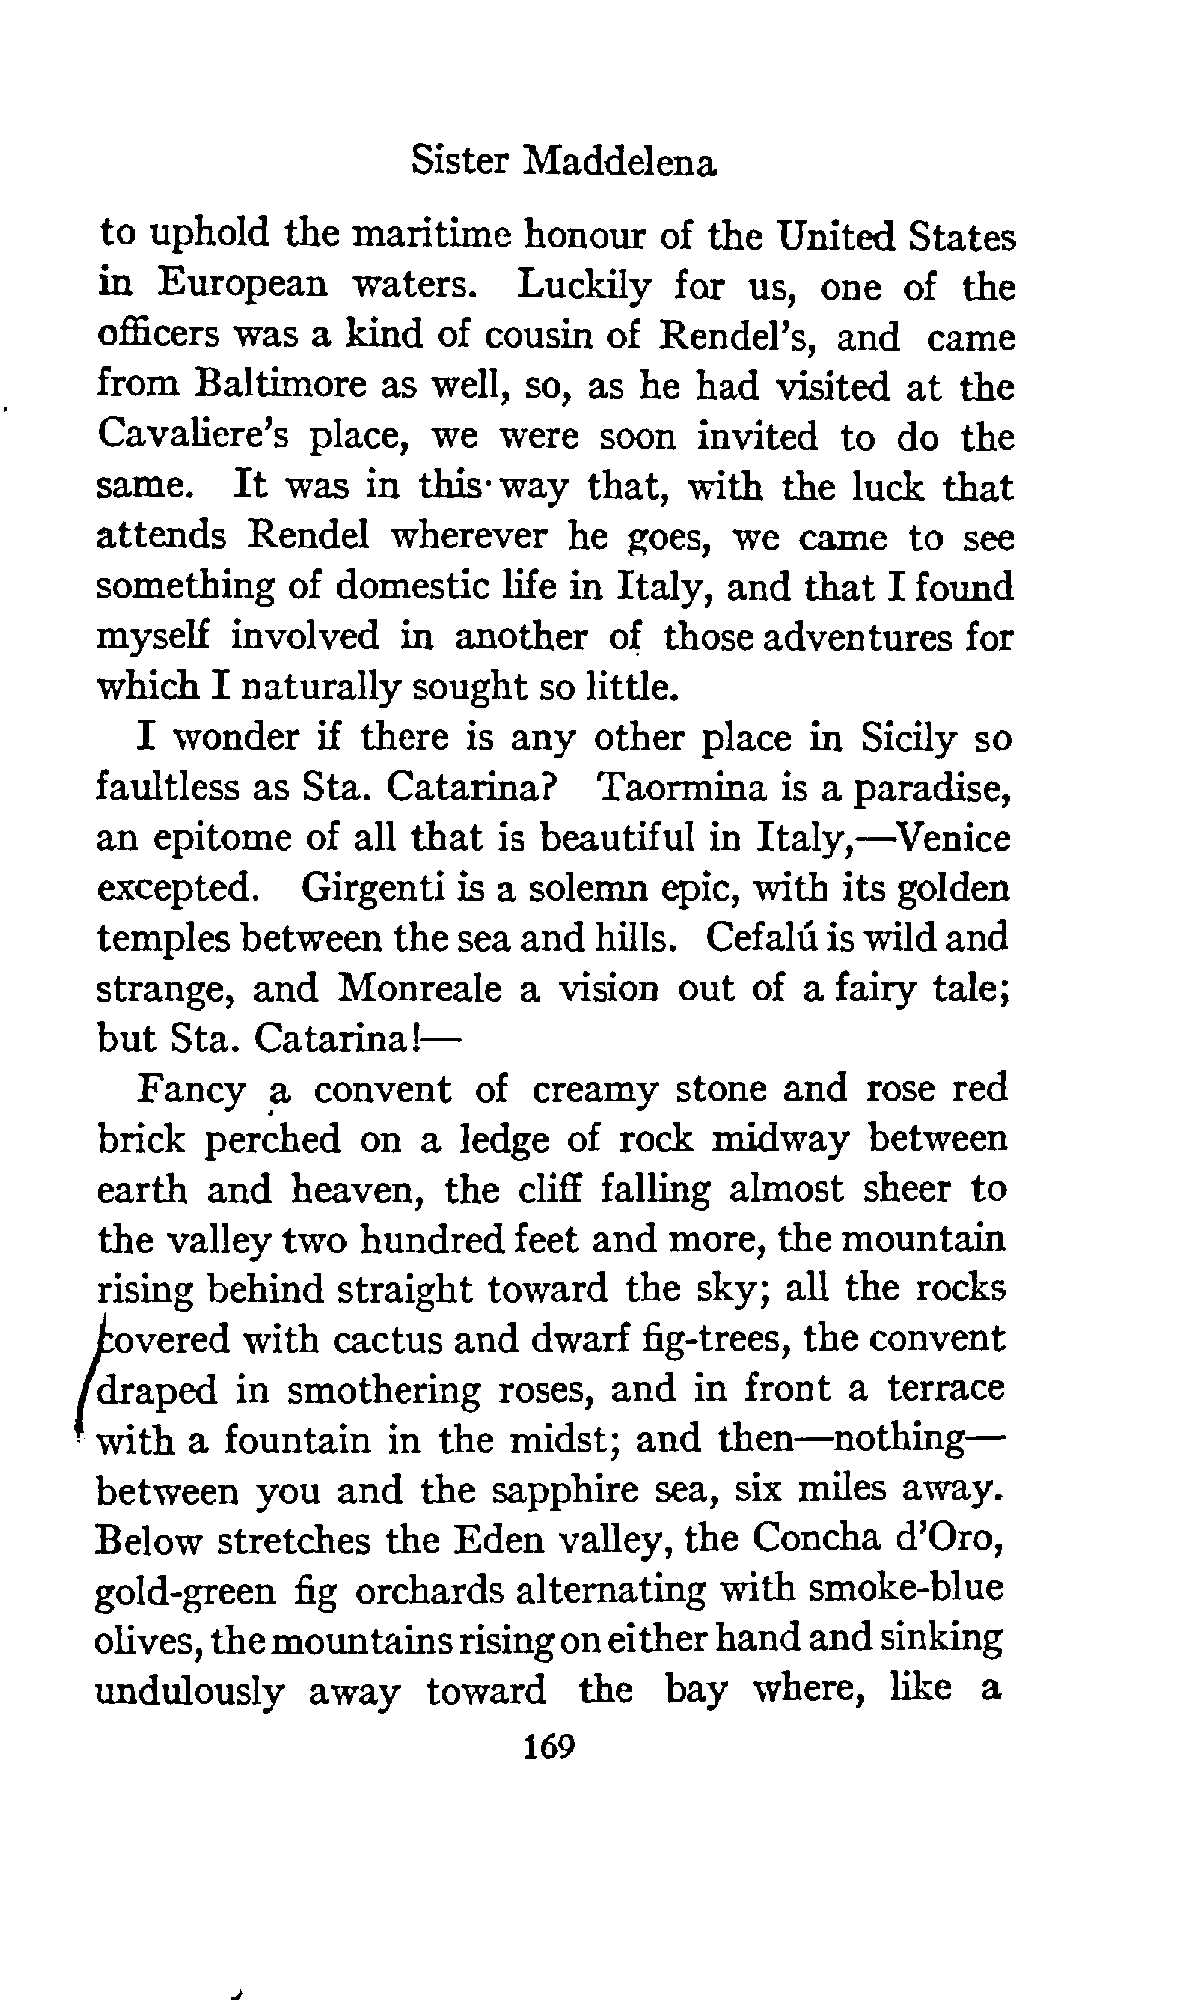 Sister Maddelena
to uphold the maritime honour of the United States
in European waters. Luckily for us, one of the
officers was a kind of cousin of Rendel's, and came
from Baltimore as well, so, as he had visited at the
Cavaliere's place, we were soon invited to do the
same. It was in this way that, with the luck that
attends Rendel wherever he goes, we came to see
something of domestic life in Italy, and that I found
myself involved in another of those adventures for
which I naturally sought so little.
I wonder if there is any other place in Sicily so
faultless as Sta. Catarina? Taormina is a paradise,
an epitome of all that is beautiful in Italy,—Venice
excepted. Girgenti is a solemn epic, with its golden
temples between the sea and hills. Cefalú is wild and
strange, and Monreale a vision out of a fairy tale;
but Sta. Catarina!—
Fancy a convent of creamy stone and rose red
brick perched on a ledge of rock midway between
earth and heaven, the cliff falling almost sheer to
the valley two hundred feet and more, the mountain
rising behind straight toward the sky; all the rocks
covered with cactus and dwarf fig-trees, the convent
draped in smothering roses, and in front a terrace
with a fountain in the midst; and then—nothing—
between you and the sapphire sea, six miles away.
Below stretches the Eden valley, the Concha d'Oro,
gold-green fig orchards alternating with smoke-blue
olives, the mountains rising on either hand and sinking
undulously away toward the bay where, like a
169